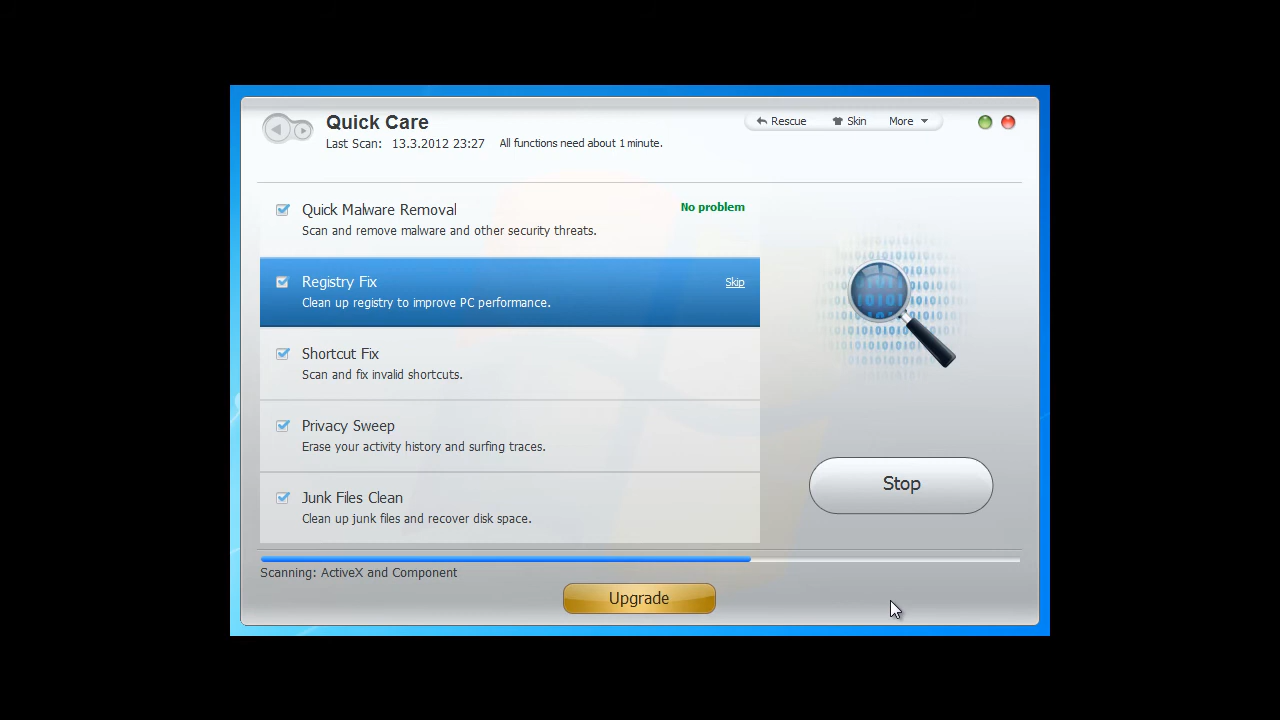 Quick Care
Rescue Skin More
Last Scan: 13.3.2012 23:27 All functions need about 1 minute.
Quick Malware Removal No problem
Scan and remove malware and other security threats.
Registry Fix Skip
Clean up registry to improve PC performance.
Shortcut Fix
Scan and fix invalid shortcuts.
Privacy Sweep
Erase your activity history and surfing traces.
Junk Files Clean
Clean up junk files and recover disk space.
Stop
Scanning: ActiveX and Component
Upgrade